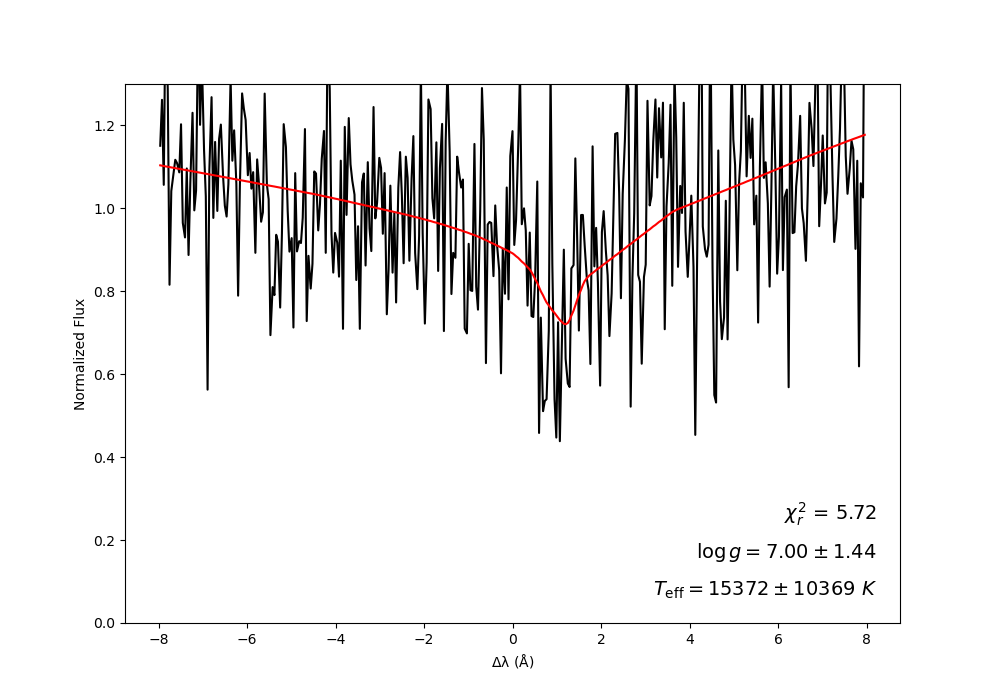 1.2
1.0
0.8
0.6
0.4
0.2
0.0
Normalized Flux
χ²ᵣ = 5.72
log g = 7.00 ± 1.44
T_eff = 15372 ± 10369 K
−8 −6 −4 −2 0 2 4 6 8
Δλ (Å)